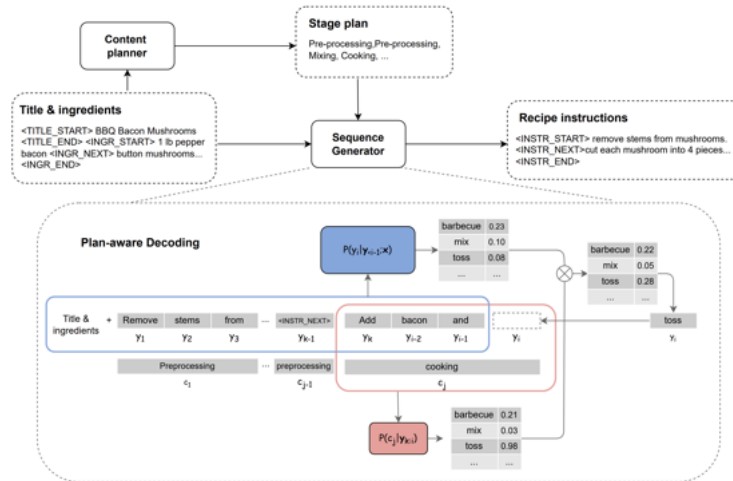 Content
planner
Stage plan
Pre-processing,Pre-processing,
Mixing, Cooking, ...
Title & ingredients
<TITLE_START> BBQ Bacon Mushrooms
<TITLE_END> <INGR_START> 1 lb pepper
bacon <INGR_NEXT> button mushrooms...
<INGR_END>
Sequence
Generator
Recipe instructions
<INSTR_START> remove stems from mushrooms.
<INSTR_NEXT>cut each mushroom into 4 pieces...
<INSTR_END>
Plan-aware Decoding
P(yᵢ|y<i-1;x)
barbecue 0.23
mix 0.10
toss 0.08
... ...
barbecue 0.22
mix 0.05
toss 0.28
... ...
Title &
ingredients
+ Remove stems from ... <INSTR_NEXT> Add bacon and
toss
y₁ y₂ y₃ yₖ₋₁ yₖ yᵢ₋₂ yᵢ₋₁ yᵢ yᵢ
Preprocessing ... preprocessing cooking
c₁ cⱼ₋₁ cⱼ
P(cⱼ|yₖ:ᵢ)
barbecue 0.21
mix 0.03
toss 0.98
... ...